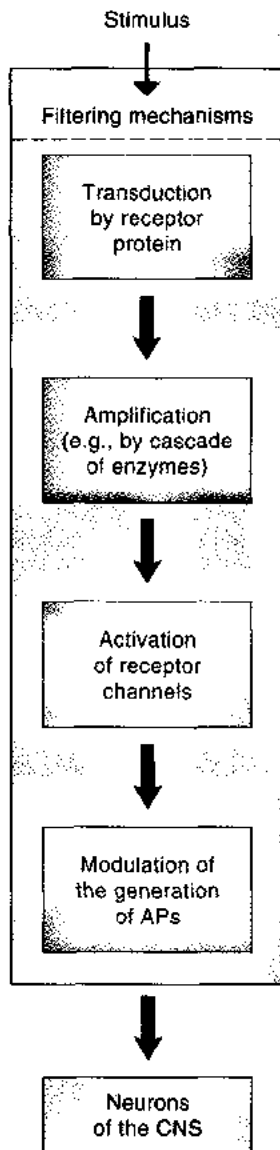 Stimulus
Filtering mechanisms
Transduction
by receptor
protein
Amplification
(e.g., by cascade
of enzymes)
Activation
of receptor
channels
Modulation of
the generation
of APs
Neurons
of the CNS